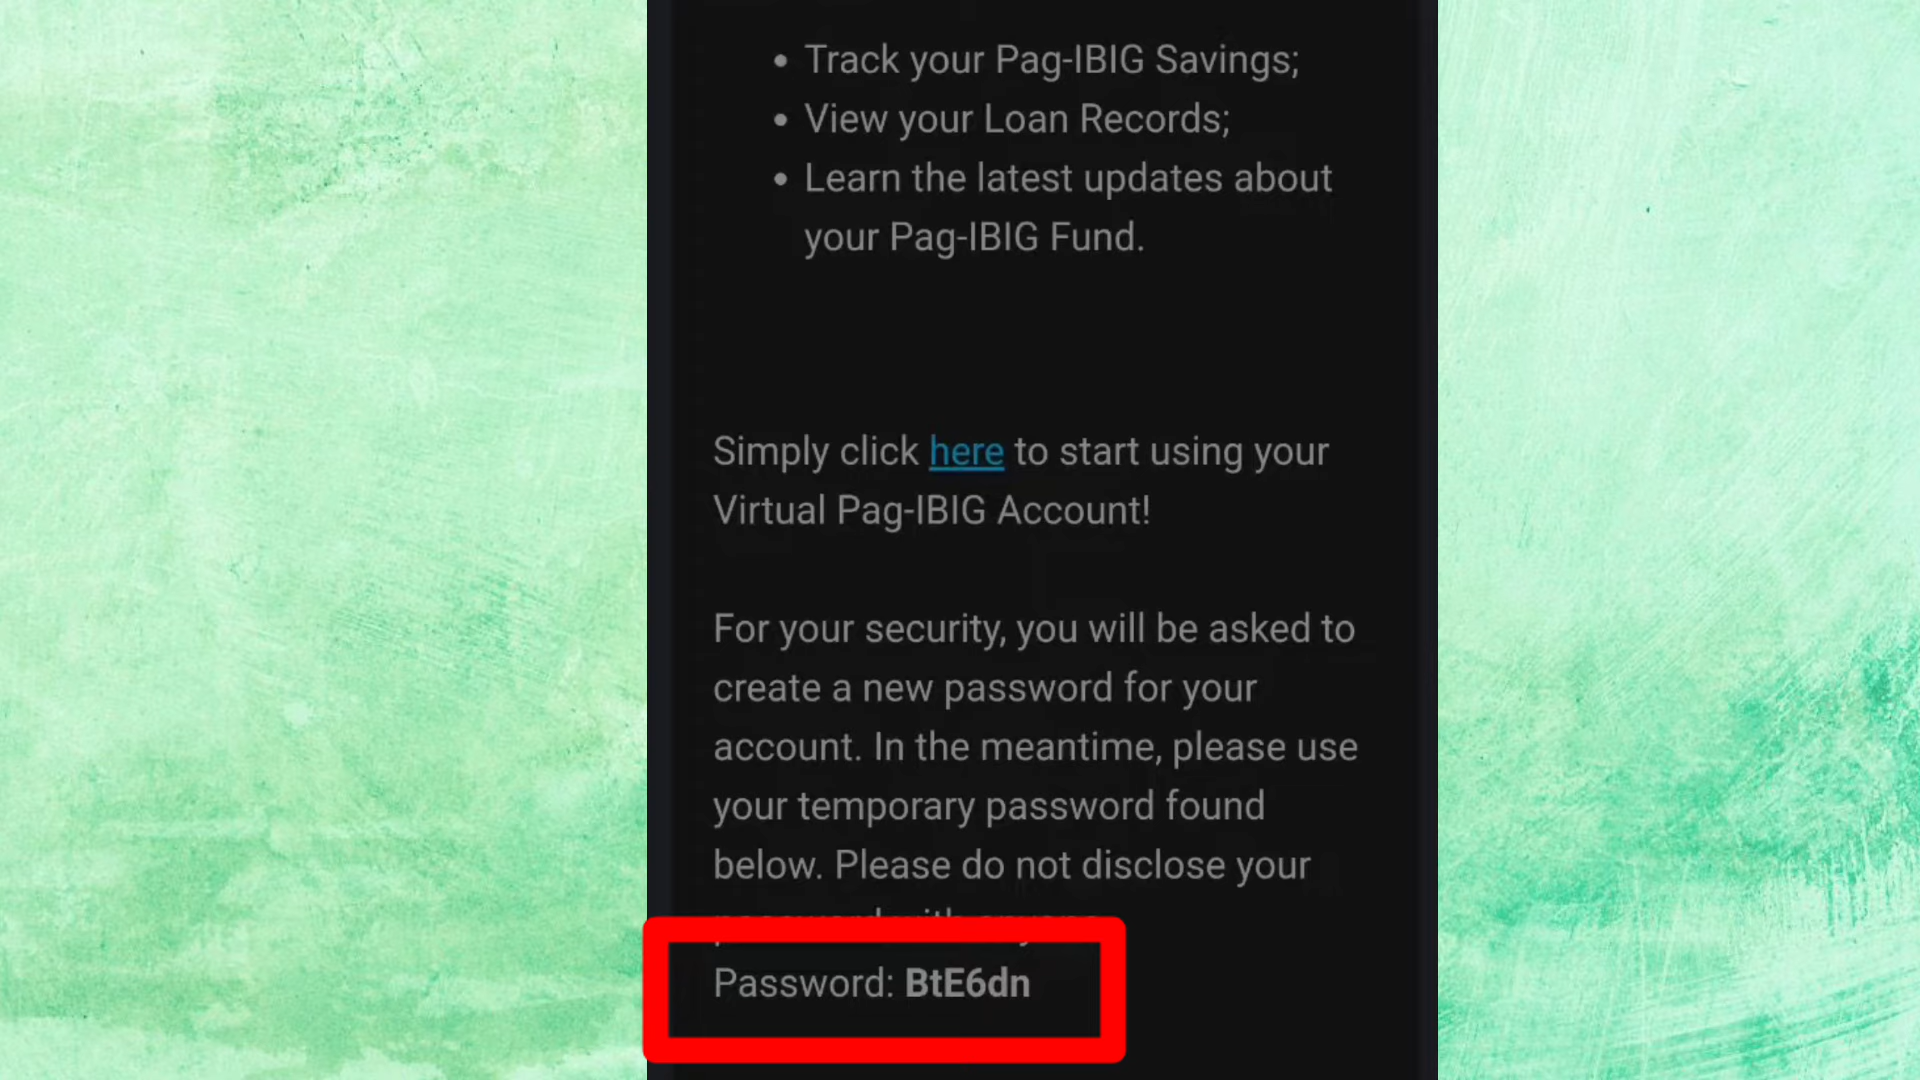 • Track your Pag-IBIG Savings;
• View your Loan Records;
• Learn the latest updates about
your Pag-IBIG Fund.
Simply click here to start using your
Virtual Pag-IBIG Account!
For your security, you will be asked to
create a new password for your
account. In the meantime, please use
your temporary password found
below. Please do not disclose your
Password: BtE6dn